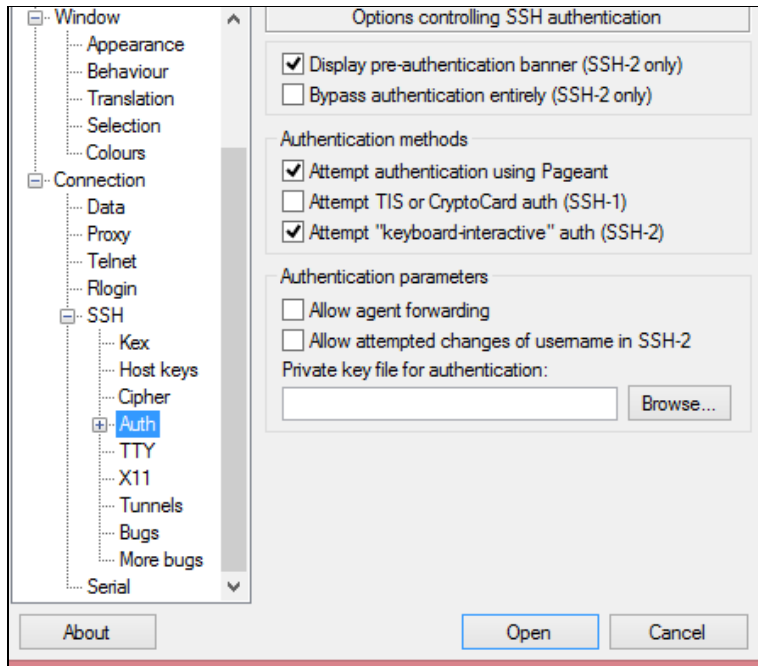 Window
Appearance
Behaviour
Translation
Selection
Colours
Connection
Data
Proxy
Telnet
Rlogin
SSH
Kex
Host keys
Cipher
Auth
TTY
X11
Tunnels
Bugs
More bugs
Serial
Options controlling SSH authentication
Display pre-authentication banner (SSH-2 only)
Bypass authentication entirely (SSH-2 only)
Authentication methods
Attempt authentication using Pageant
Attempt TIS or CryptoCard auth (SSH-1)
Attempt "keyboard-interactive" auth (SSH-2)
Authentication parameters
Allow agent forwarding
Allow attempted changes of username in SSH-2
Private key file for authentication:
Browse...
About
Open
Cancel